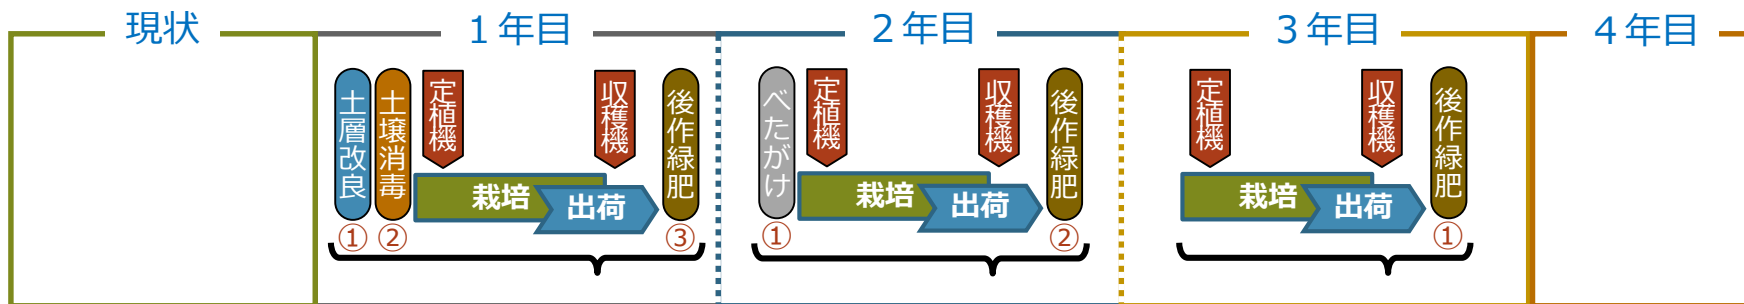 現状
１年目
２年目
３年目
４年目
土層改良
土壌消毒
定植機
収穫機
後作緑肥
栽培
出荷
①
②
③
べたがけ
定植機
収穫機
後作緑肥
栽培
出荷
①
②
定植機
収穫機
後作緑肥
栽培
出荷
①